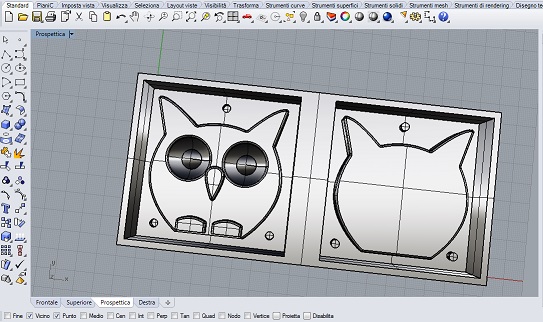 Standard PianiC Imposta vista Visualizza Seleziona Layout viste Visibilità Trasforma Strumenti curve Strumenti superfici Strumenti solidi Strumenti mesh Strumenti di rendering Disegno te
Prospettica
y
x
z
Frontale Superiore Prospettica Destra
Fine Vicino Punto Medio Cen Int Perp Tan Quad Nodo Vertice Proietta Disabilita